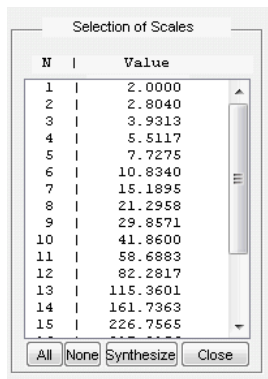 Selection of Scales
N | Value
1 | 2.0000
2 | 2.8040
3 | 3.9313
4 | 5.5117
5 | 7.7275
6 | 10.8340
7 | 15.1895
8 | 21.2958
9 | 29.8571
10 | 41.8600
11 | 58.6883
12 | 82.2817
13 | 115.3601
14 | 161.7363
15 | 226.7565
All None Synthesize Close